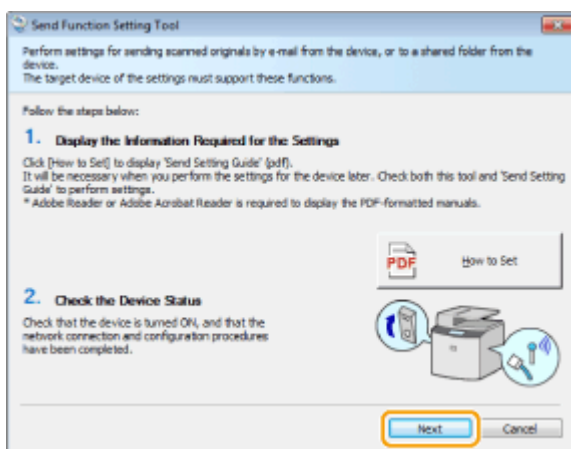 Send Function Setting Tool
Perform settings for sending scanned originals by e-mail from the device, or to a shared folder from the
device.
The target device of the settings must support these functions.
Follow the steps below:
1. Display the Information Required for the Settings
Click [How to Set] to display 'Send Setting Guide' (pdf).
It will be necessary when you perform the settings for the device later. Check both this tool and 'Send Setting
Guide' to perform settings.
* Adobe Reader or Adobe Acrobat Reader is required to display the PDF-formatted manuals.
PDF How to Set
2. Check the Device Status
Check that the device is turned ON, and that the
network connection and configuration procedures
have been completed.
Next Cancel